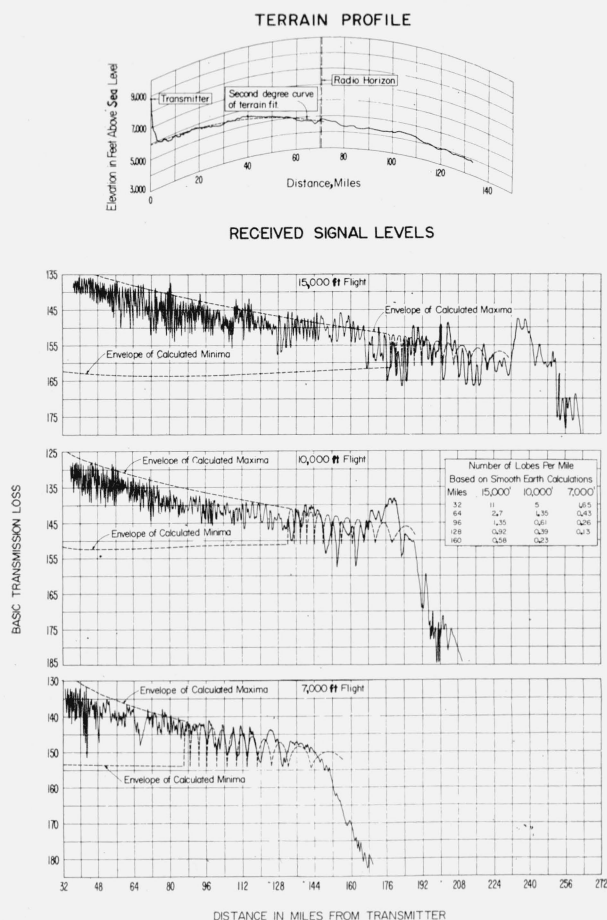 TERRAIN PROFILE
Elevation in Feet Above Sea Level
9,000
7,000
5,000
3,000
Transmitter
Second degree curve
of terrain fit
Radio Horizon
0
20
40
60
80
100
120
140
Distance, Miles
RECEIVED SIGNAL LEVELS
BASIC TRANSMISSION LOSS
135
145
155
165
175
15,000 ft Flight
Envelope of Calculated Maxima
Envelope of Calculated Minima
125
135
145
155
165
175
185
10,000 ft Flight
Envelope of Calculated Maxima
Envelope of Calculated Minima
Number of Lobes Per Mile
Based on Smooth Earth Calculations
Miles 15,000' 10,000' 7,000'
32 11 5 1.65
64 2.7 1.35 0.43
96 1.35 0.61 0.26
128 0.92 0.39 0.13
160 0.58 0.23
130
140
150
160
170
180
7,000 ft Flight
Envelope of Calculated Maxima
Envelope of Calculated Minima
32 48 64 80 96 112 128 144 160 176 192 208 224 240 256 272
DISTANCE IN MILES FROM TRANSMITTER